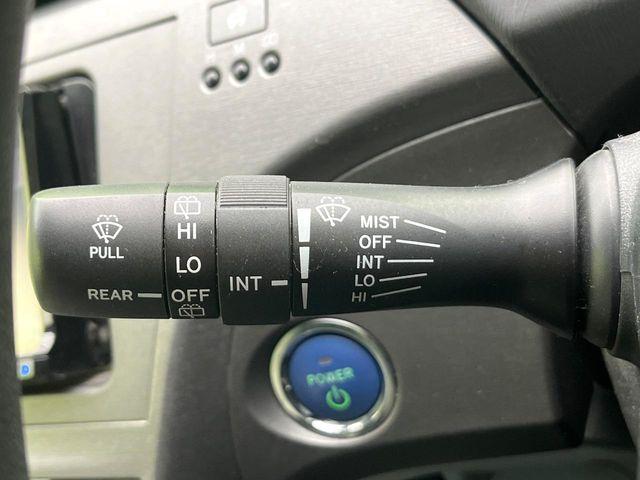 PULL
REAR
HI
LO
OFF
INT
MIST
OFF
INT
LO
HI
POWER